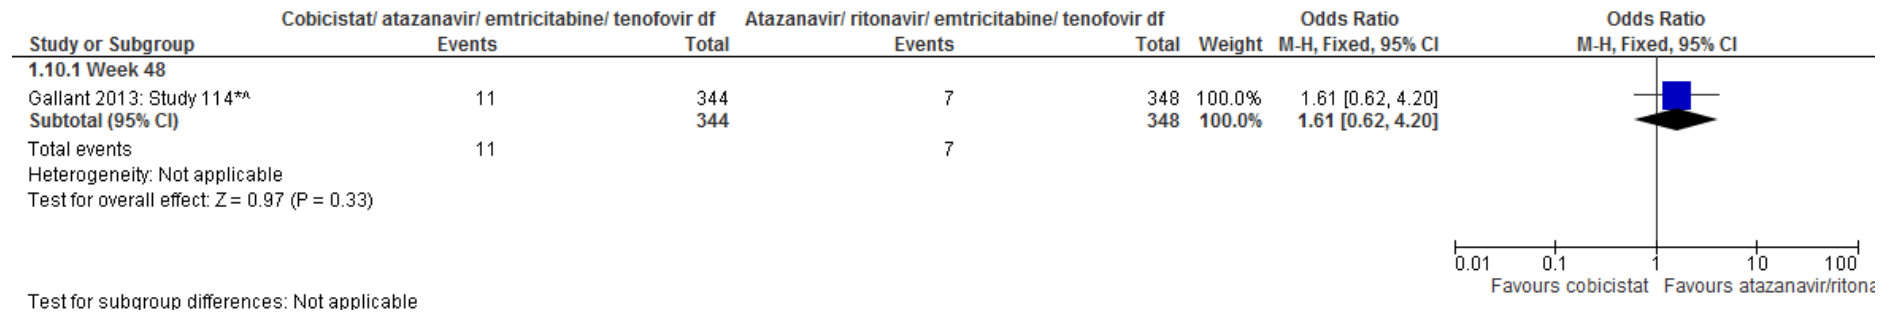 Cobicistat/ atazanavir/ emtricitabine/ tenofovir df Atazanavir/ ritonavir/ emtricitabine/ tenofovir df Odds Ratio Odds Ratio
Study or Subgroup Events Total Events Total Weight M-H, Fixed, 95% CI M-H, Fixed, 95% CI
1.10.1 Week 48
Gallant 2013: Study 114*^ 11 344 7 348 100.0% 1.61 [0.62, 4.20]
Subtotal (95% CI) 344 348 100.0% 1.61 [0.62, 4.20]
Total events 11 7
Heterogeneity: Not applicable
Test for overall effect: Z = 0.97 (P = 0.33)
0.01 0.1 1 10 100
Favours cobicistat Favours atazanavir/ritona
Test for subgroup differences: Not applicable